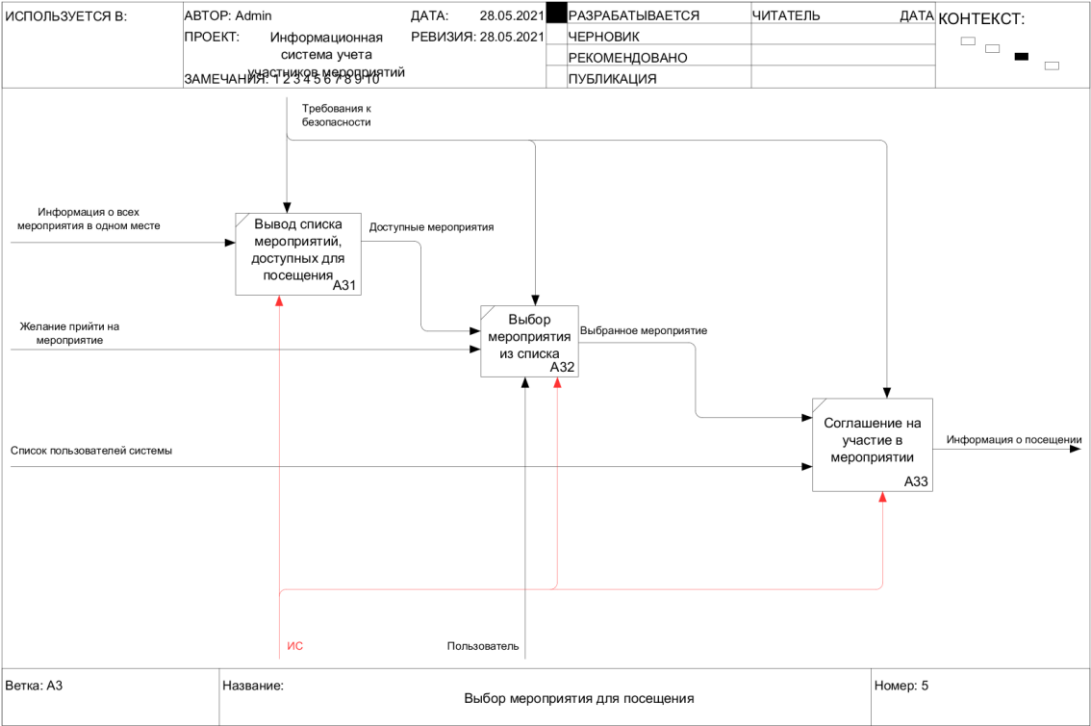 ИСПОЛЬЗУЕТСЯ В:
АВТОР: Admin
ДАТА: 28.05.2021
ПРОЕКТ: Информационная
система учета
участников мероприятий
РЕВИЗИЯ: 28.05.2021
ЗАМЕЧАНИЯ: 1 2 3 4 5 6 7 8 9 10
РАЗРАБАТЫВАЕТСЯ
ЧЕРНОВИК
РЕКОМЕНДОВАНО
ПУБЛИКАЦИЯ
ЧИТАТЕЛЬ
ДАТА
КОНТЕКСТ:
Требования к
безопасности
Информация о всех
мероприятия в одном месте
Вывод списка
мероприятий,
доступных для
посещения
A31
Доступные мероприятия
Желание прийти на
мероприятие
Выбор
мероприятия
из списка
A32
Выбранное мероприятие
Список пользователей системы
Соглашение на
участие в
мероприятии
A33
Информация о посещении
ИС
Пользователь
Ветка: A3
Название:
Выбор мероприятия для посещения
Номер: 5